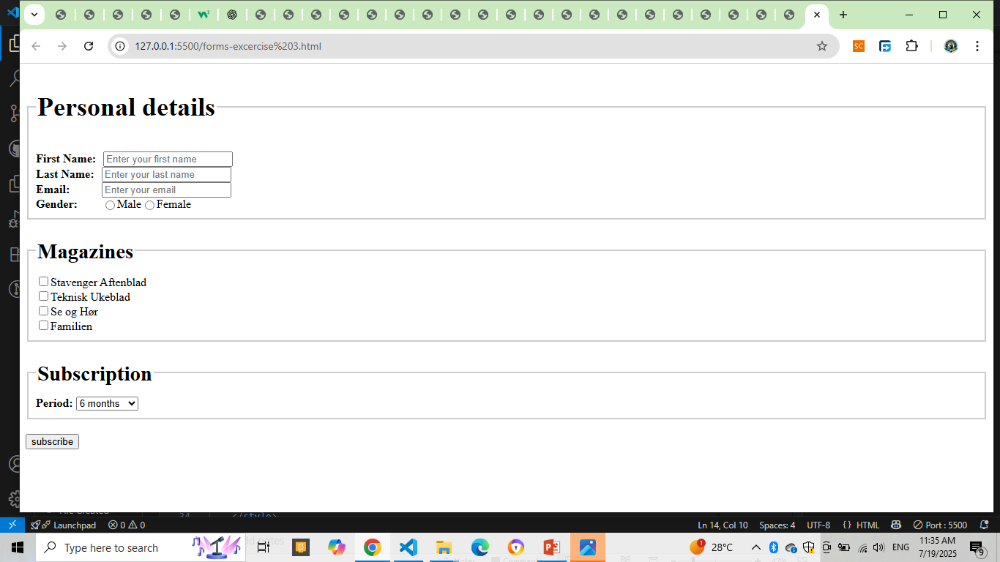 127.0.0.1:5500/forms-excercise%203.html
SC
Personal details
First Name: Enter your first name
Last Name: Enter your last name
Email: Enter your email
Gender: Male Female
Magazines
Stavenger Aftenblad
Teknisk Ukeblad
Se og Hør
Familien
Subscription
Period: 6 months
subscribe
34 </style>
Launchpad 0 0 Ln 14, Col 10 Spaces: 4 UTF-8 {} HTML Port : 5500
Type here to search
1 28°C ENG 11:35 AM
7/19/2025 9